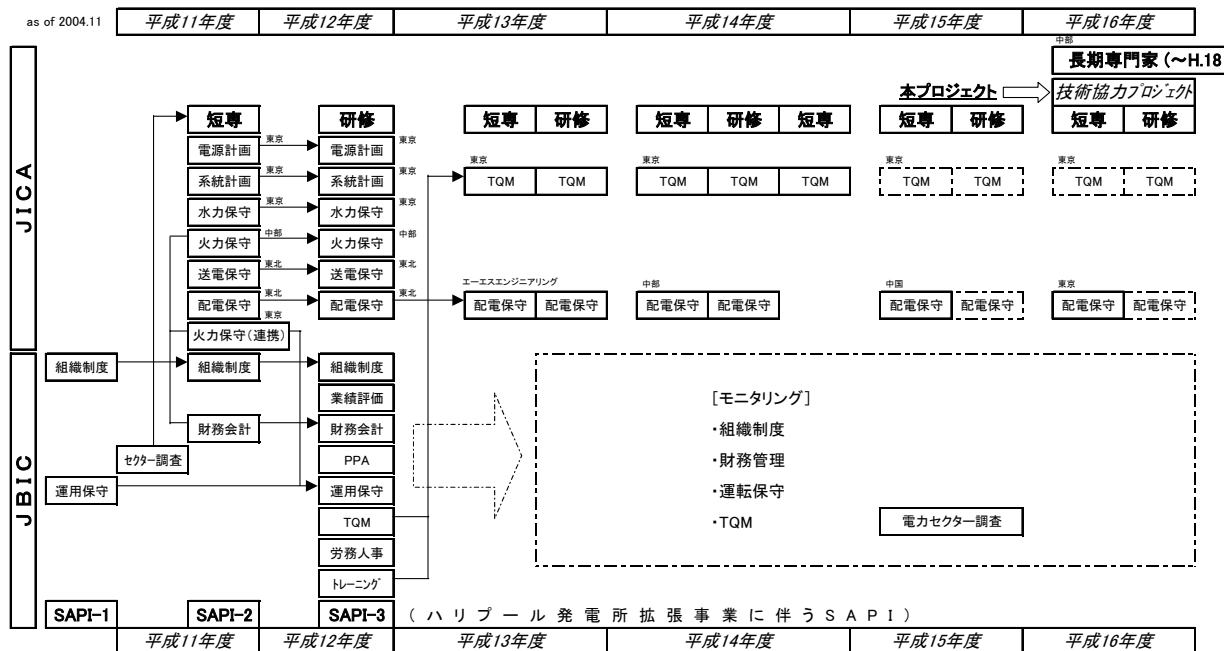 as of 2004.11 平成11年度 平成12年度 平成13年度 平成14年度 平成15年度 平成16年度
中部
長期専門家 (～H.18)
本プロジェクト 技術協力プロジェクト
短専 研修 短専 研修 短専 研修 短専 短専 研修 短専 研修
電源計画 東京 電源計画 東京
東京 東京 東京 東京
系統計画 東京 系統計画 東京 TQM TQM TQM TQM TQM TQM TQM TQM TQM
水力保守 東京 水力保守 東京
火力保守 中部 火力保守 中部
送電保守 東北 送電保守 東北
エーエスエンジニアリング 中部 中国 東京
配電保守 東北 配電保守 東北 配電保守 配電保守 配電保守 配電保守 配電保守 配電保守 配電保守 配電保守
東京
火力保守(連携)
JICA
組織制度 組織制度 組織制度
業績評価 [モニタリング]
財務会計 財務会計 ・組織制度
セクター調査 PPA ・財務管理
運用保守 運用保守 ・運転保守
TQM ・TQM 電力セクター調査
労務人事
トレーニング
JBIC
SAPI-1 SAPI-2 SAPI-3 (ハリプール発電所拡張事業に伴うSAPI)
平成11年度 平成12年度 平成13年度 平成14年度 平成15年度 平成16年度